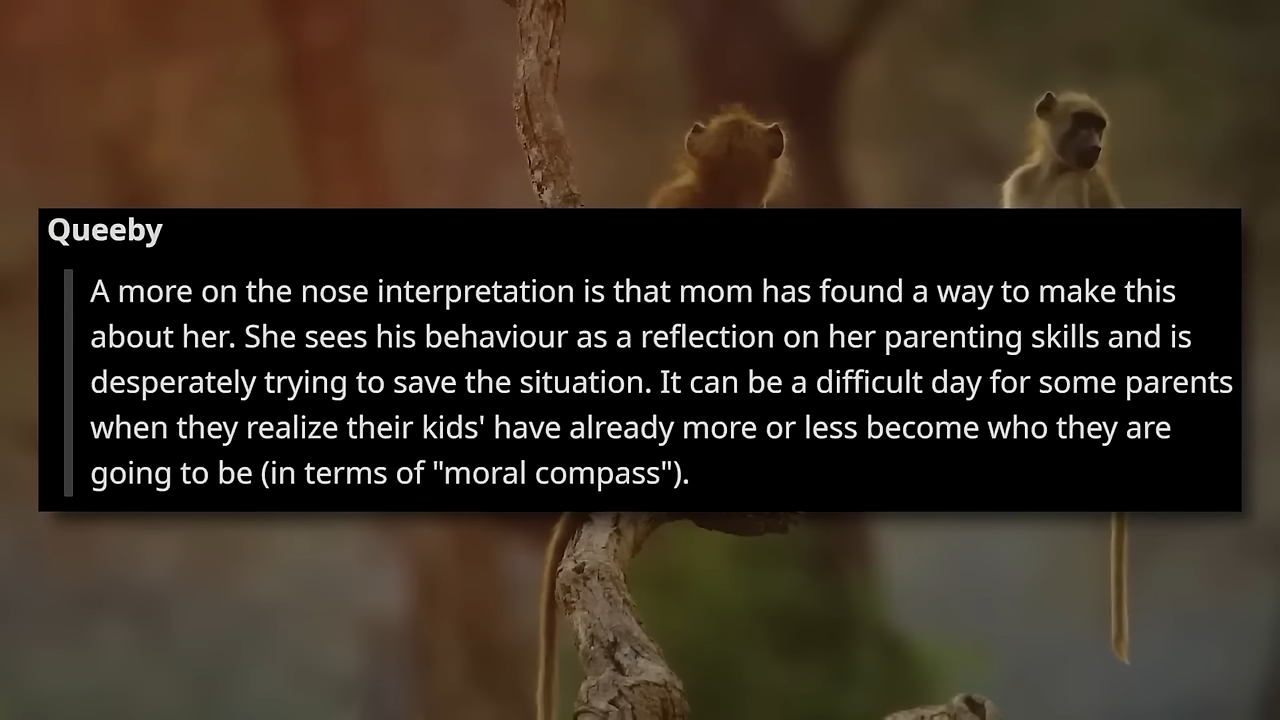 Queeby
A more on the nose interpretation is that mom has found a way to make this
about her. She sees his behaviour as a reflection on her parenting skills and is
desperately trying to save the situation. It can be a difficult day for some parents
when they realize their kids' have already more or less become who they are
going to be (in terms of "moral compass").